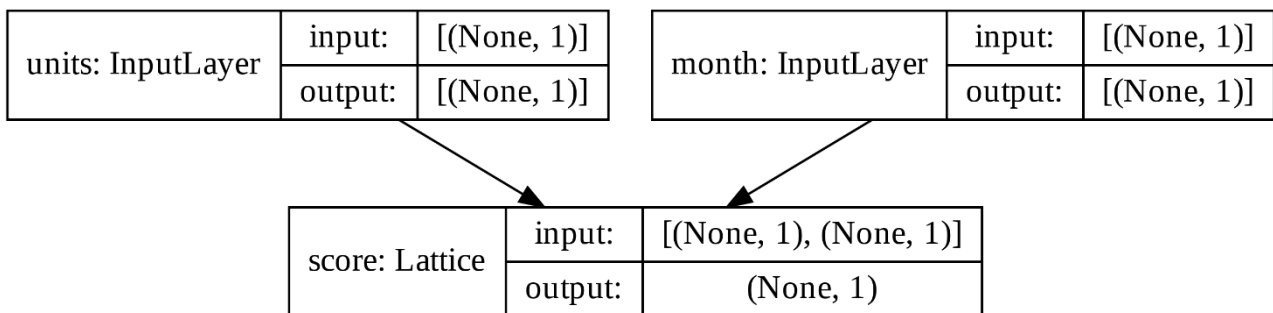 units: InputLayer
input: [(None, 1)]
output: [(None, 1)]
month: InputLayer
input: [(None, 1)]
output: [(None, 1)]
score: Lattice
input: [(None, 1), (None, 1)]
output: (None, 1)